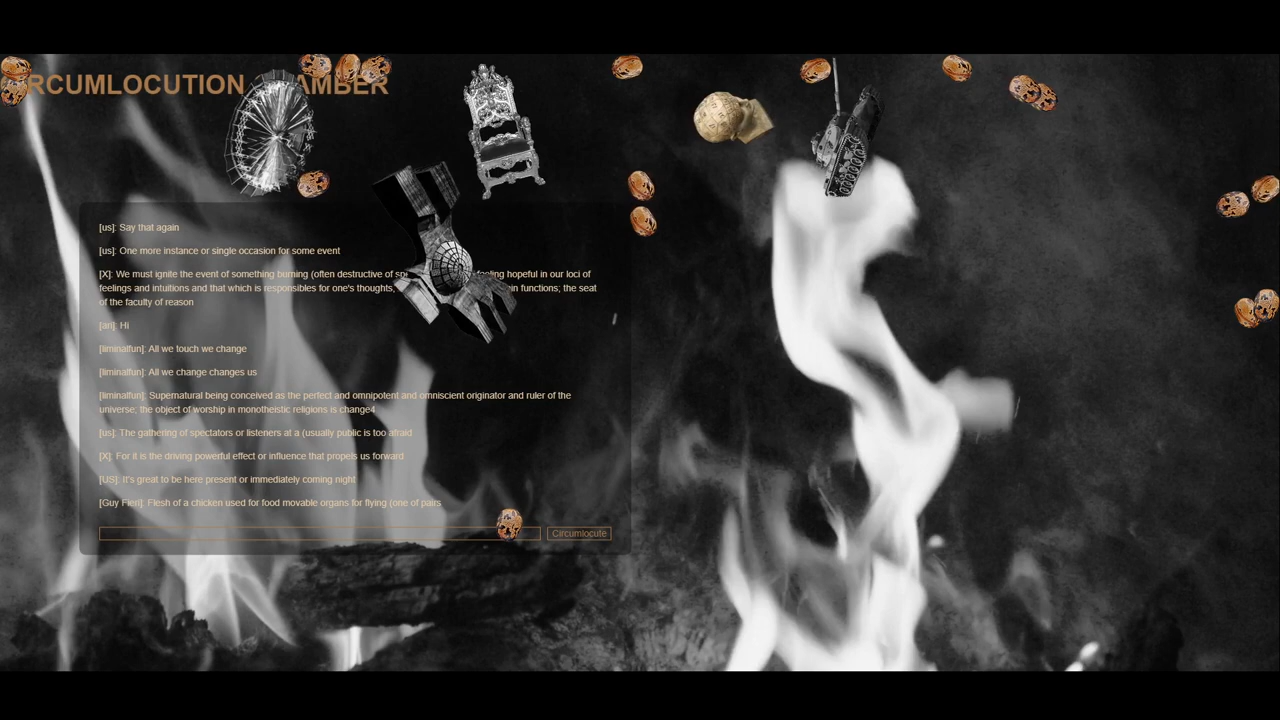 RCUMLOCUTION AMBER
[us]: Say that again
[us]: One more instance or single occasion for some event
[X]: We must ignite the event of something burning (often destructive of feeling hopeful in our loci of
feelings and intuitions and that which is responsible for one's thoughts, functions; the seat
of the faculty of reason
[ari]: Hi
[liminalfun]: All we touch we change
[liminalfun]: All we change changes us
[liminalfun]: Supernatural being conceived as the perfect and omnipotent and omniscient originator and ruler of the
universe; the object of worship in monotheistic religions is change4
[us]: The gathering of spectators or listeners at a (usually public is too afraid
[X]: For it is the driving powerful effect or influence that propels us forward
[US]: It's great to be here present or immediately coming night
[Guy Fieri]: Flesh of a chicken used for food movable organs for flying (one of pairs
Circumlocute